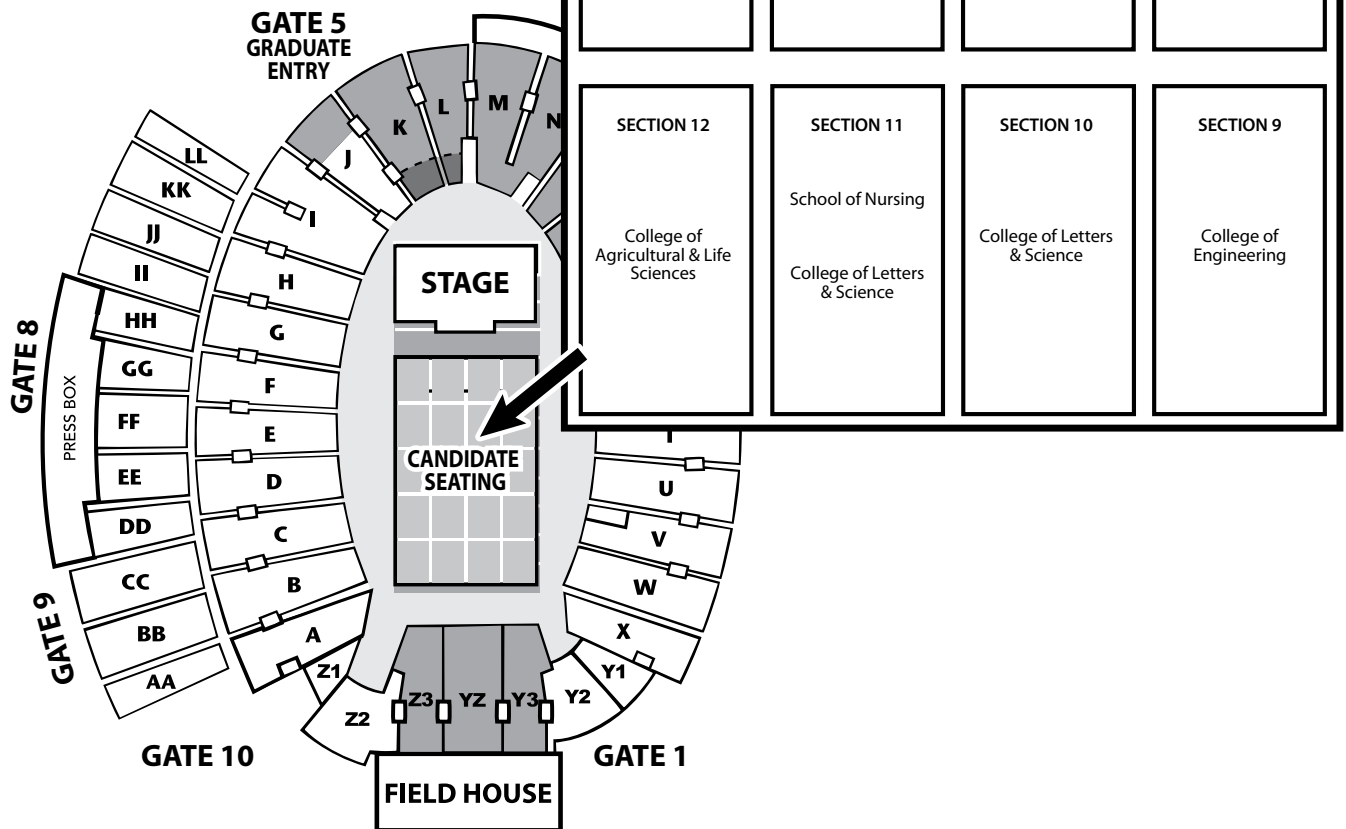 GATE 5
GRADUATE
ENTRY
SECTION 12
SECTION 11
SECTION 10
SECTION 9
College of
Agricultural & Life
Sciences
School of Nursing
College of Letters
& Science
College of Letters
& Science
College of
Engineering
LL
KK
JJ
II
HH
GG
FF
EE
DD
CC
BB
AA
GATE 8
PRESS BOX
GATE 9
M
N
L
K
J
I
H
G
F
E
D
C
B
A
STAGE
CANDIDATE
SEATING
U
V
W
X
Y1
Y2
Y3
YZ
Z3
Z1
Z2
GATE 10
GATE 1
FIELD HOUSE